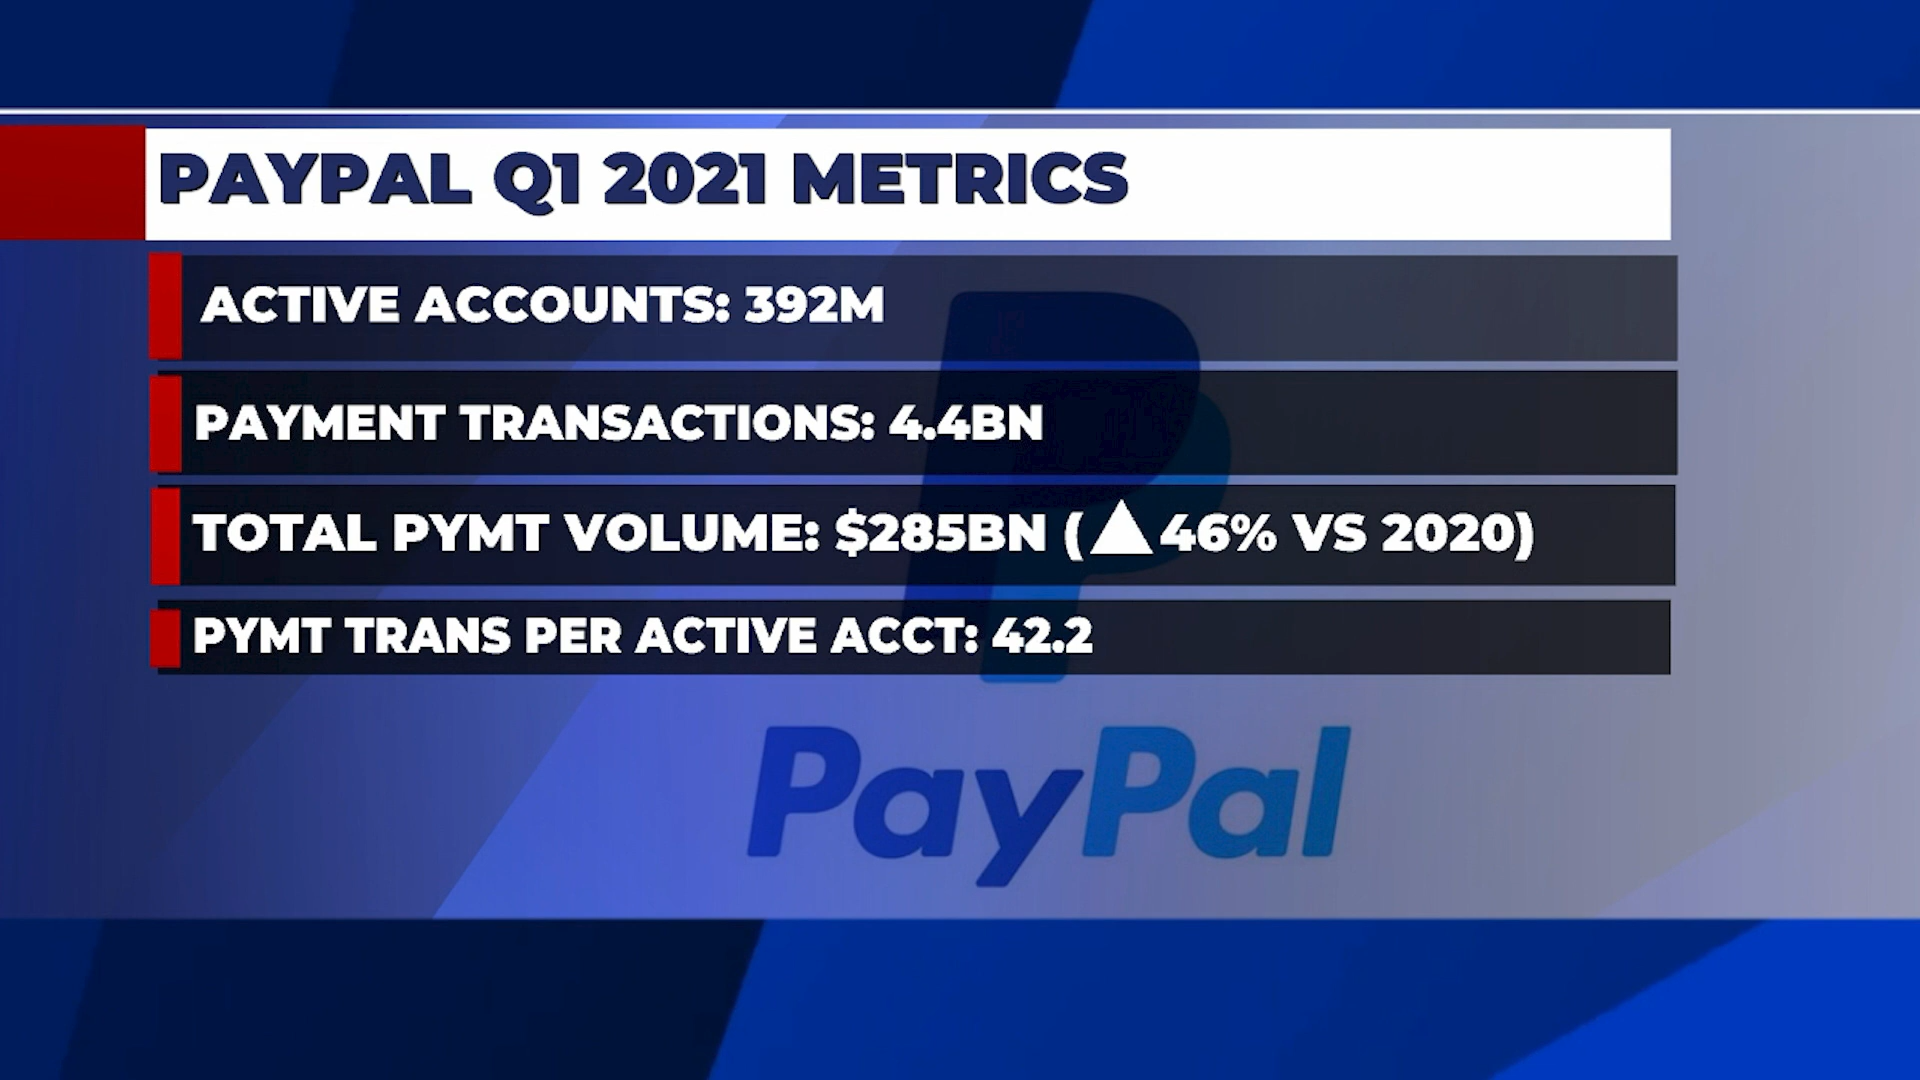 PAYPAL Q1 2021 METRICS
ACTIVE ACCOUNTS: 392M
PAYMENT TRANSACTIONS: 4.4BN
TOTAL PYMT VOLUME: $285BN (▲46% VS 2020)
PYMT TRANS PER ACTIVE ACCT: 42.2
PayPal